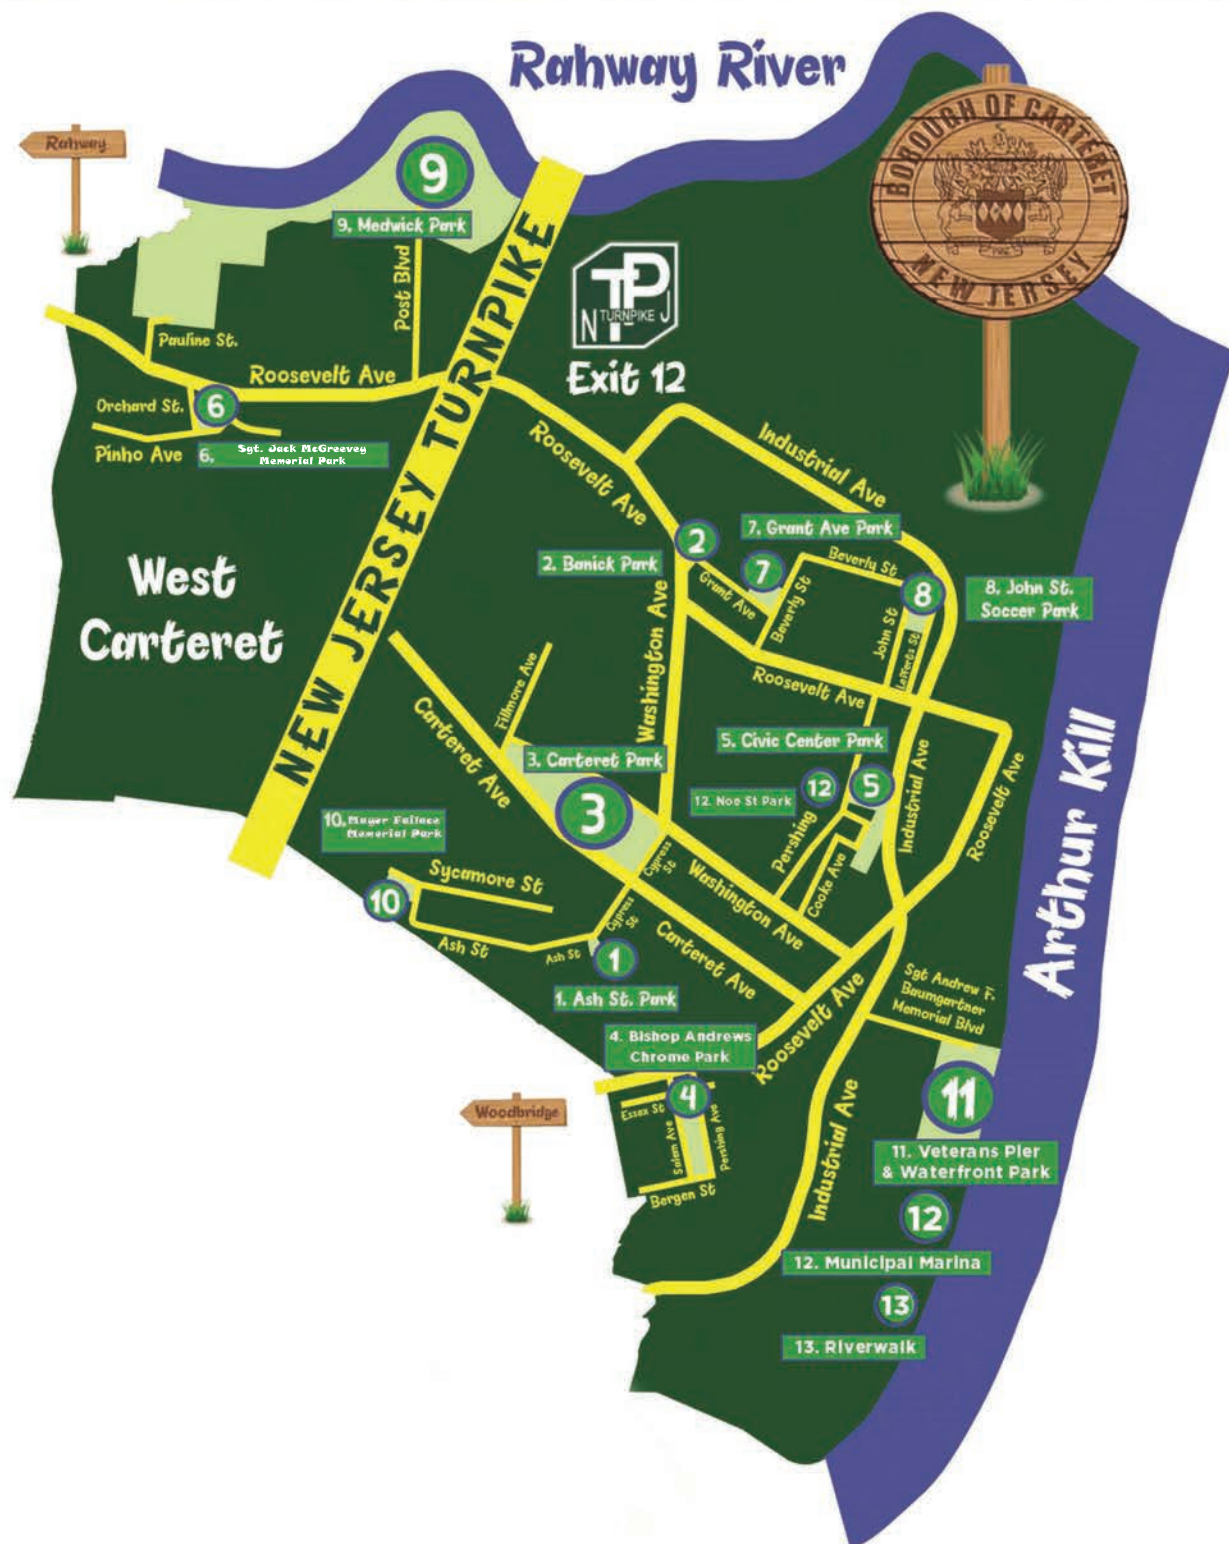 Rahway River
Rahway
BOROUGH OF CARTERET
NEW JERSEY
9
9. Medwick Park
Post Blvd
NEW JERSEY TURNPIKE
TP
N TURNPIKE J
Exit 12
Pauline St.
Roosevelt Ave
Orchard St.
6
Pinho Ave
6. Sgt. Jack McGreevey
Memorial Park
Roosevelt Ave
Industrial Ave
2
2. Banick Park
7. Grant Ave Park
7
Grant Ave
Beverly St
Beverly St
8
8. John St.
Soccer Park
John St
Lefferts St
West
Carteret
Washington Ave
Roosevelt Ave
Fillmore Ave
Carteret Ave
3. Carteret Park
3
5. Civic Center Park
5
12. Noe St Park
12
Pershing
Cooke Ave
Industrial Ave
Roosevelt Ave
Arthur Kill
10. Mayer Fallace
Memorial Park
10
Sycamore St
Ash St
Ash St
Cypress
St
Cypress
St
Washington Ave
Carteret Ave
1
1. Ash St. Park
Sgt Andrew F.
Baumgartner
Memorial Blvd
Roosevelt Ave
4. Bishop Andrews
Chrome Park
4
Essex St
Salem Ave
Pershing Ave
Bergen St
Woodbridge
Industrial Ave
11
11. Veterans Pier
& Waterfront Park
12
12. Municipal Marina
13
13. Riverwalk